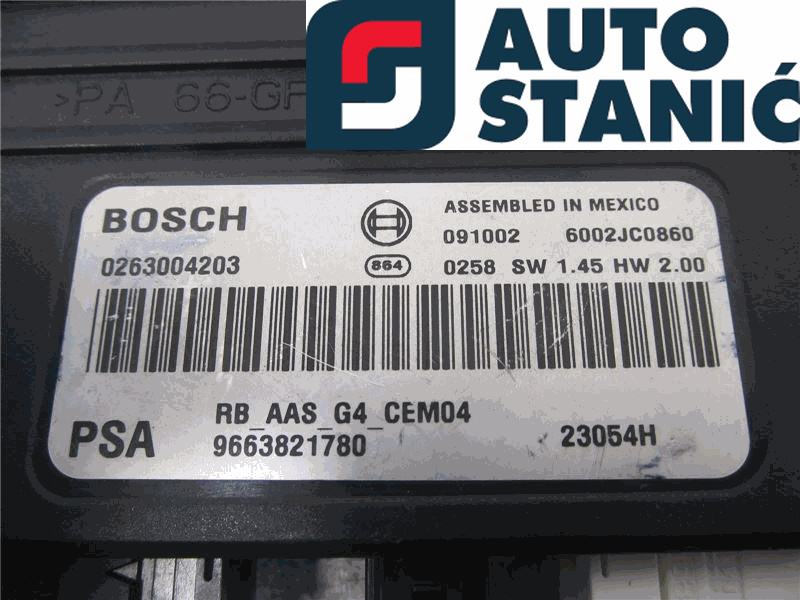 AUTO
STANIĆ
>PA 66-GF
BOSCH
ASSEMBLED IN MEXICO
091002 6002JC0860
0263004203
864
0258 SW 1.45 HW 2.00
RB_AAS_G4_CEM04
PSA
9663821780
23054H